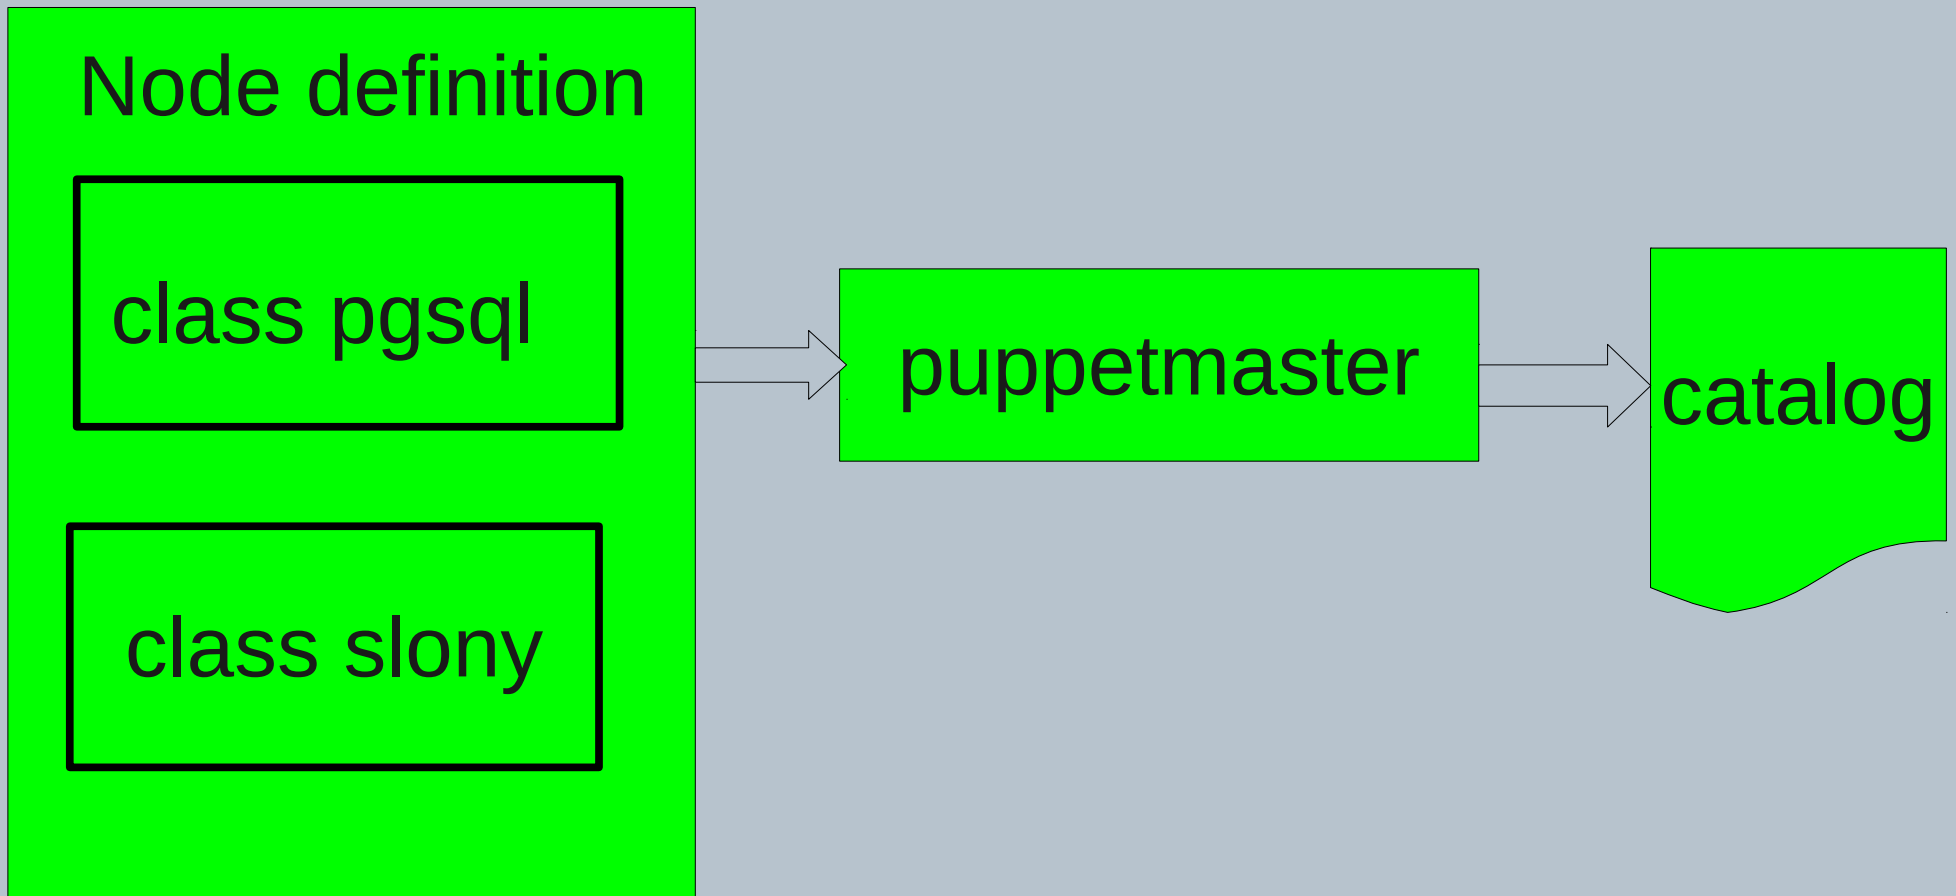 Node definition
class pgsql
class slony
puppetmaster
catalog